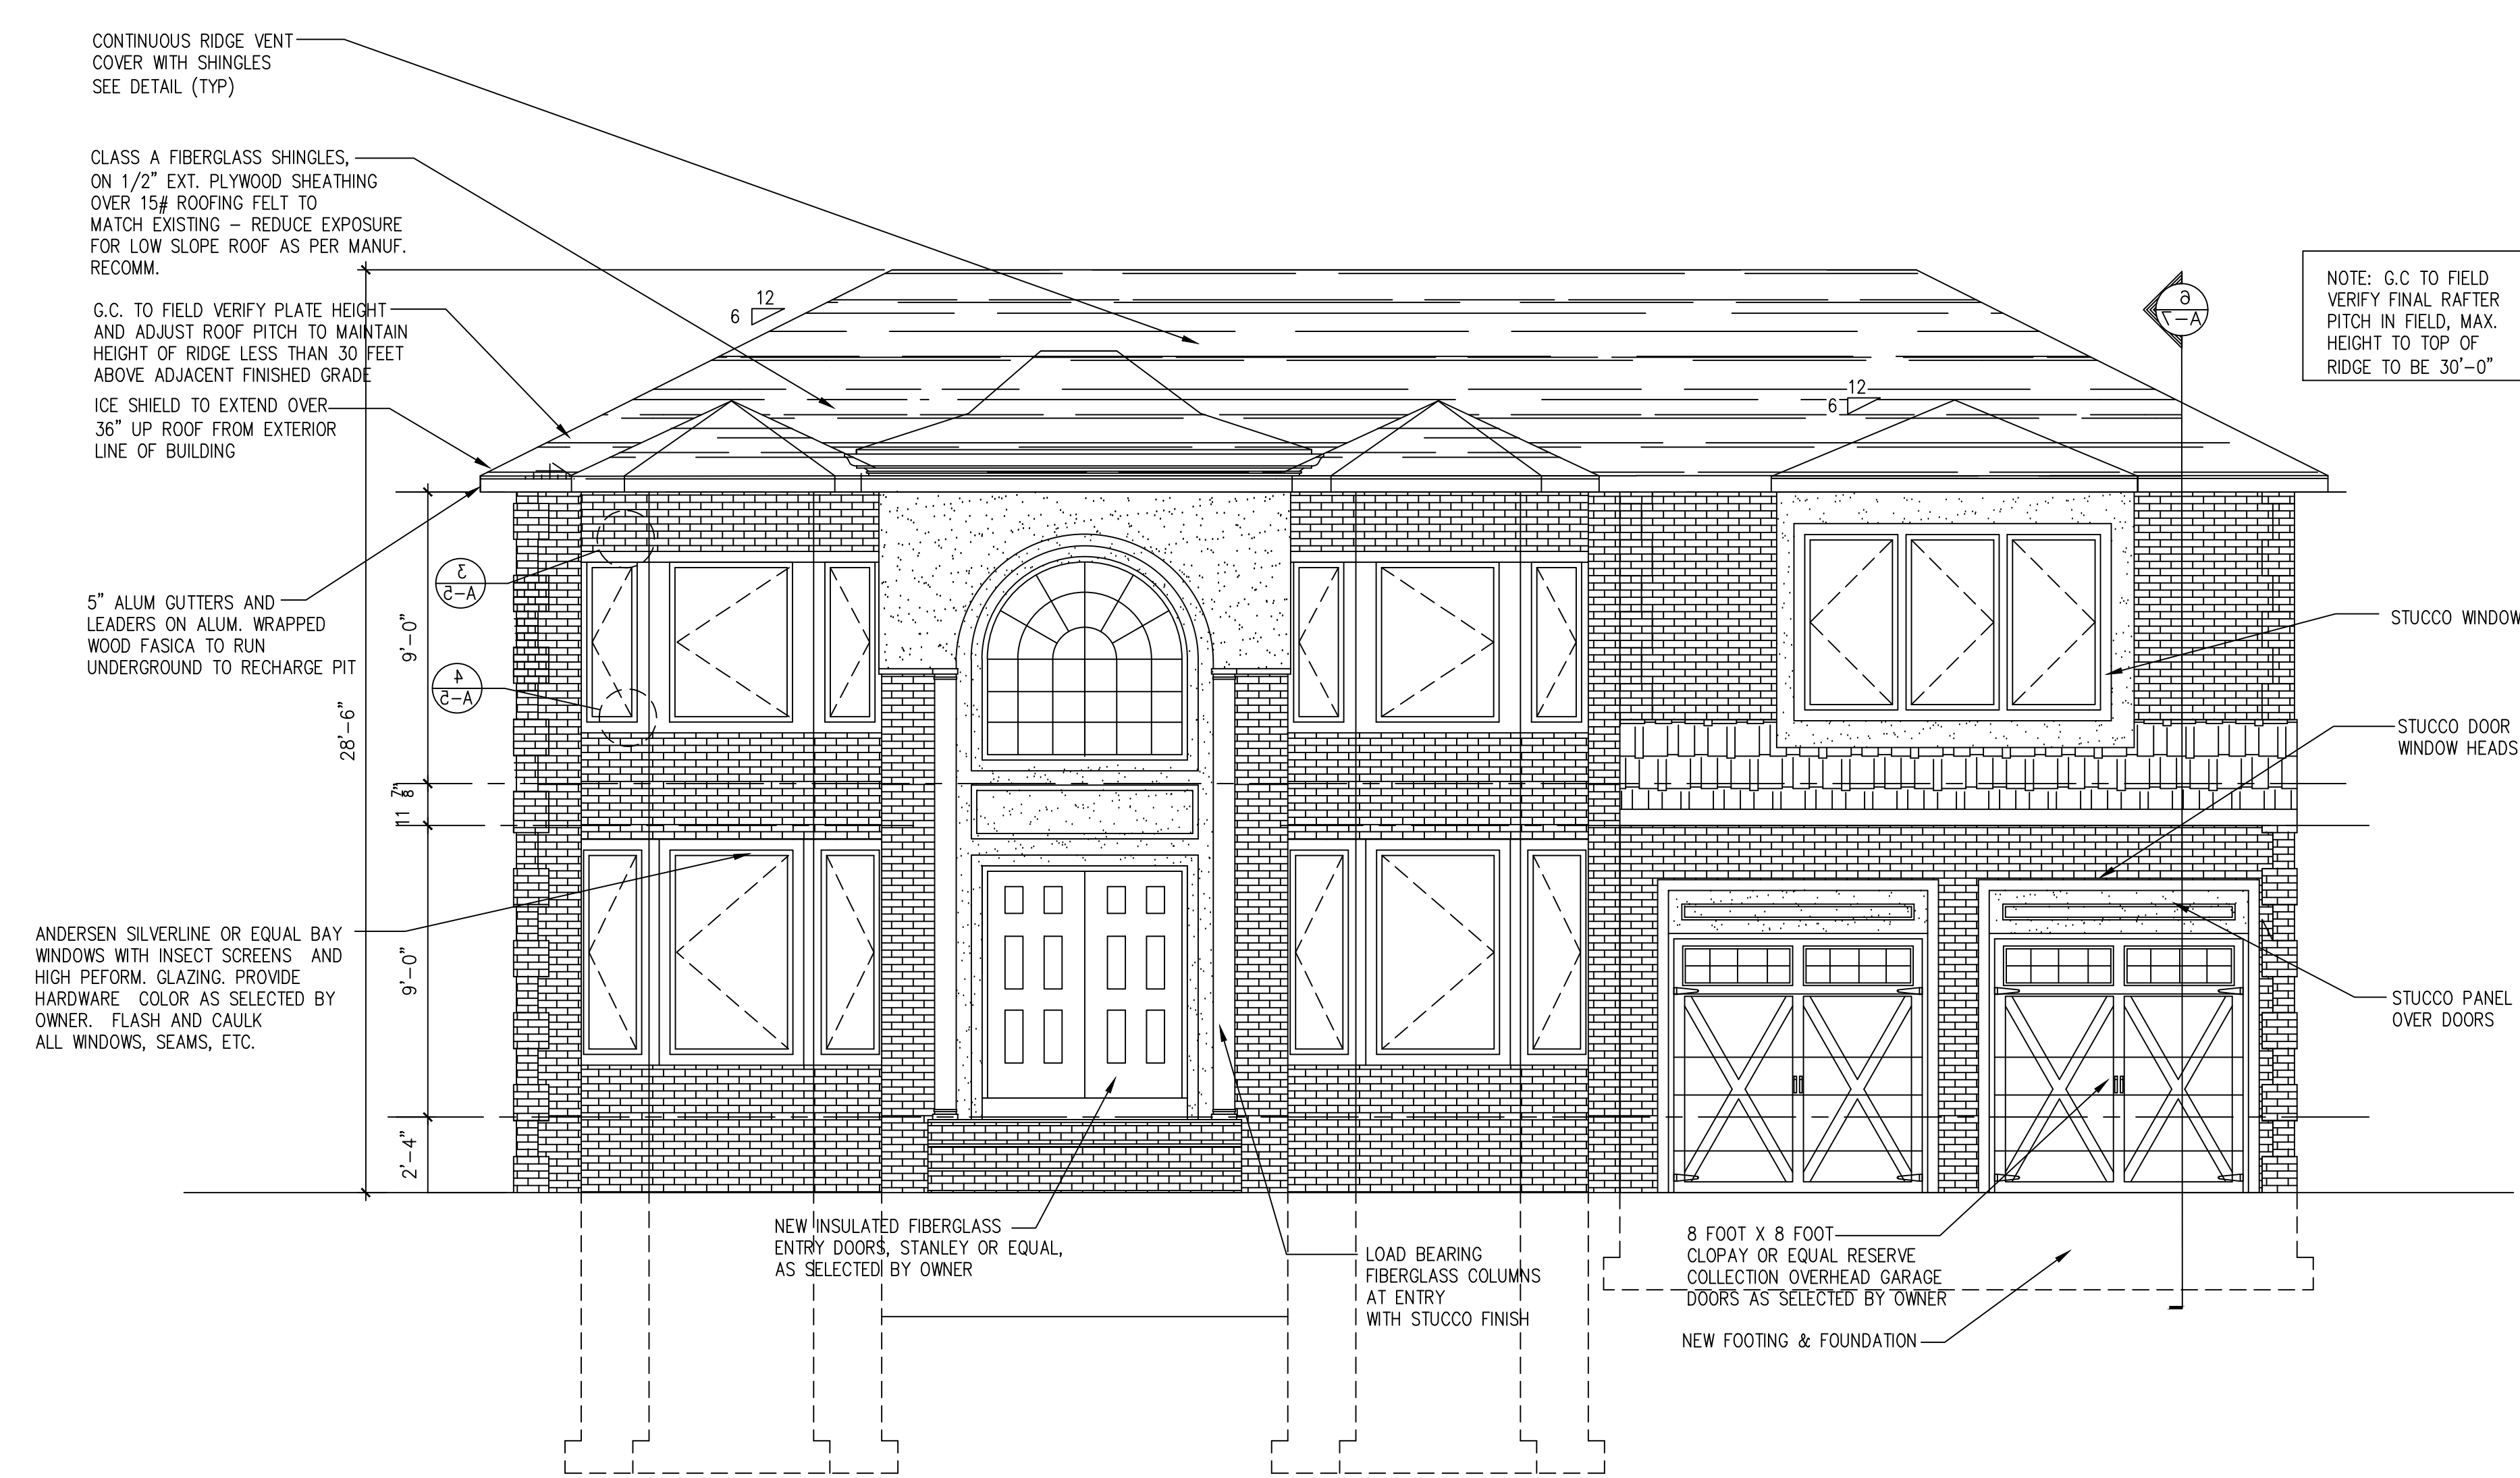 CONTINUOUS RIDGE VENT
COVER WITH SHINGLES
SEE DETAIL (TYP)
CLASS A FIBERGLASS SHINGLES,
ON 1/2" EXT. PLYWOOD SHEATHING
OVER 15# ROOFING FELT TO
MATCH EXISTING – REDUCE EXPOSURE
FOR LOW SLOPE ROOF AS PER MANUF.
RECOMM.
G.C. TO FIELD VERIFY PLATE HEIGHT
AND ADJUST ROOF PITCH TO MAINTAIN
HEIGHT OF RIDGE LESS THAN 30 FEET
ABOVE ADJACENT FINISHED GRADE
ICE SHIELD TO EXTEND OVER
36" UP ROOF FROM EXTERIOR
LINE OF BUILDING
5" ALUM GUTTERS AND
LEADERS ON ALUM. WRAPPED
WOOD FASICA TO RUN
UNDERGROUND TO RECHARGE PIT
ANDERSEN SILVERLINE OR EQUAL BAY
WINDOWS WITH INSECT SCREENS AND
HIGH PEFORM. GLAZING. PROVIDE
HARDWARE COLOR AS SELECTED BY
OWNER. FLASH AND CAULK
ALL WINDOWS, SEAMS, ETC.
12
6
12
6
6
A-7
3
A-5
4
A-5
28'-6"
9'-0"
11 7/8"
9'-0"
2'-4"
NOTE: G.C TO FIELD
VERIFY FINAL RAFTER
PITCH IN FIELD, MAX.
HEIGHT TO TOP OF
RIDGE TO BE 30'-0"
STUCCO WINDOW
STUCCO DOOR
WINDOW HEADS
STUCCO PANEL
OVER DOORS
NEW INSULATED FIBERGLASS
ENTRY DOORS, STANLEY OR EQUAL,
AS SELECTED BY OWNER
LOAD BEARING
FIBERGLASS COLUMNS
AT ENTRY
WITH STUCCO FINISH
8 FOOT X 8 FOOT
CLOPAY OR EQUAL RESERVE
COLLECTION OVERHEAD GARAGE
DOORS AS SELECTED BY OWNER
NEW FOOTING & FOUNDATION